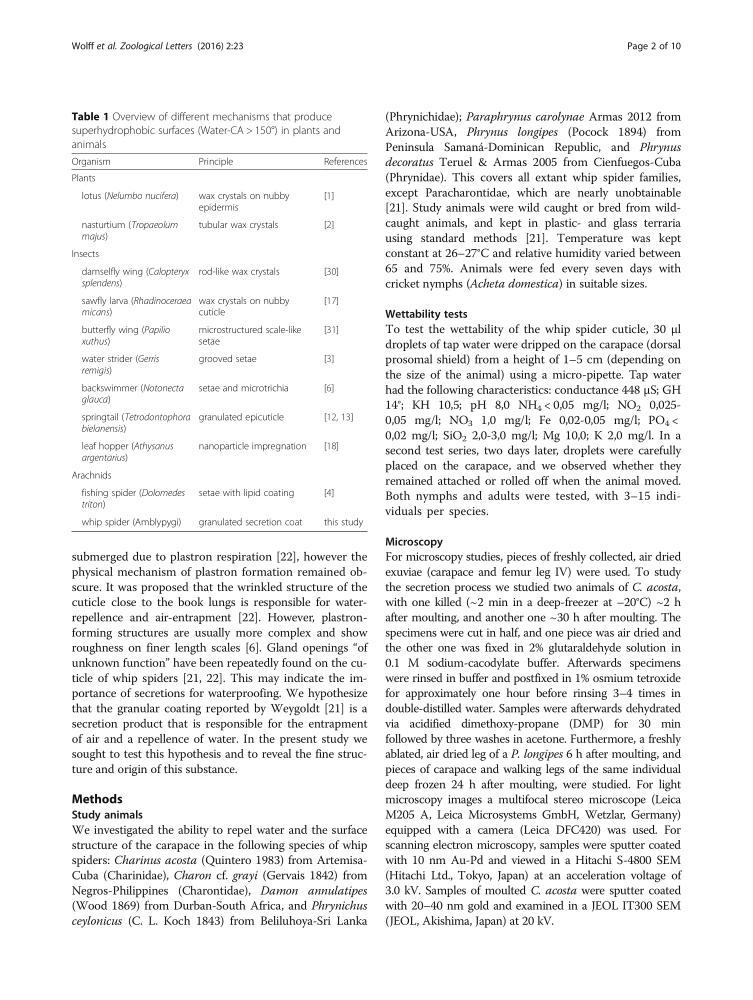 Wolff et al. Zoological Letters (2016) 2:23
Page 2 of 10
Table 1 Overview of different mechanisms that produce
superhydrophobic surfaces (Water-CA > 150°) in plants and
animals
Organism Principle References
Plants
lotus (Nelumbo nucifera) wax crystals on nubby [1]
epidermis
nasturtium (Tropaeolum tubular wax crystals [2]
majus)
Insects
damselfly wing (Calopteryx rod-like wax crystals [30]
splendens)
sawfly larva (Rhadinoceraea wax crystals on nubby [17]
micans) cuticle
butterfly wing (Papilio microstructured scale-like [31]
xuthus) setae
water strider (Gerris grooved setae [3]
remigis)
backswimmer (Notonecta setae and microtrichia [6]
glauca)
springtail (Tetrodontophora granulated epicuticle [12, 13]
bielanensis)
leaf hopper (Athysanus nanoparticle impregnation [18]
argentarius)
Arachnids
fishing spider (Dolomedes setae with lipid coating [4]
triton)
whip spider (Amblypygi) granulated secretion coat this study
submerged due to plastron respiration [22], however the
physical mechanism of plastron formation remained ob-
scure. It was proposed that the wrinkled structure of the
cuticle close to the book lungs is responsible for water-
repellence and air-entrapment [22]. However, plastron-
forming structures are usually more complex and show
roughness on finer length scales [6]. Gland openings “of
unknown function” have been repeatedly found on the cu-
ticle of whip spiders [21, 22]. This may indicate the im-
portance of secretions for waterproofing. We hypothesize
that the granular coating reported by Weygoldt [21] is a
secretion product that is responsible for the entrapment
of air and a repellence of water. In the present study we
sought to test this hypothesis and to reveal the fine struc-
ture and origin of this substance.
Methods
Study animals
We investigated the ability to repel water and the surface
structure of the carapace in the following species of whip
spiders: Charinus acosta (Quintero 1983) from Artemisa-
Cuba (Charinidae), Charon cf. grayi (Gervais 1842) from
Negros-Philippines (Charontidae), Damon annulatipes
(Wood 1869) from Durban-South Africa, and Phrynichus
ceylonicus (C. L. Koch 1843) from Beliluhoya-Sri Lanka
(Phrynichidae); Paraphrynus carolynae Armas 2012 from
Arizona-USA, Phrynus longipes (Pocock 1894) from
Peninsula Samaná-Dominican Republic, and Phrynus
decoratus Teruel & Armas 2005 from Cienfuegos-Cuba
(Phrynidae). This covers all extant whip spider families,
except Paracharontidae, which are nearly unobtainable
[21]. Study animals were wild caught or bred from wild-
caught animals, and kept in plastic- and glass terraria
using standard methods [21]. Temperature was kept
constant at 26–27°C and relative humidity varied between
65 and 75%. Animals were fed every seven days with
cricket nymphs (Acheta domestica) in suitable sizes.
Wettability tests
To test the wettability of the whip spider cuticle, 30 μl
droplets of tap water were dripped on the carapace (dorsal
prosomal shield) from a height of 1–5 cm (depending on
the size of the animal) using a micro-pipette. Tap water
had the following characteristics: conductance 448 μS; GH
14°; KH 10,5; pH 8,0 NH₄ < 0,05 mg/l; NO₂ 0,025-
0,05 mg/l; NO₃ 1,0 mg/l; Fe 0,02-0,05 mg/l; PO₄ <
0,02 mg/l; SiO₂ 2,0-3,0 mg/l; Mg 10,0; K 2,0 mg/l. In a
second test series, two days later, droplets were carefully
placed on the carapace, and we observed whether they
remained attached or rolled off when the animal moved.
Both nymphs and adults were tested, with 3–15 indi-
viduals per species.
Microscopy
For microscopy studies, pieces of freshly collected, air dried
exuviae (carapace and femur leg IV) were used. To study
the secretion process we studied two animals of C. acosta,
with one killed (~2 min in a deep-freezer at –20°C) ~2 h
after moulting, and another one ~30 h after moulting. The
specimens were cut in half, and one piece was air dried and
the other one was fixed in 2% glutaraldehyde solution in
0.1 M sodium-cacodylate buffer. Afterwards specimens
were rinsed in buffer and postfixed in 1% osmium tetroxide
for approximately one hour before rinsing 3–4 times in
double-distilled water. Samples were afterwards dehydrated
via acidified dimethoxy-propane (DMP) for 30 min
followed by three washes in acetone. Furthermore, a freshly
ablated, air dried leg of a P. longipes 6 h after moulting, and
pieces of carapace and walking legs of the same individual
deep frozen 24 h after moulting, were studied. For light
microscopy images a multifocal stereo microscope (Leica
M205 A, Leica Microsystems GmbH, Wetzlar, Germany)
equipped with a camera (Leica DFC420) was used. For
scanning electron microscopy, samples were sputter coated
with 10 nm Au-Pd and viewed in a Hitachi S-4800 SEM
(Hitachi Ltd., Tokyo, Japan) at an acceleration voltage of
3.0 kV. Samples of moulted C. acosta were sputter coated
with 20–40 nm gold and examined in a JEOL IT300 SEM
(JEOL, Akishima, Japan) at 20 kV.